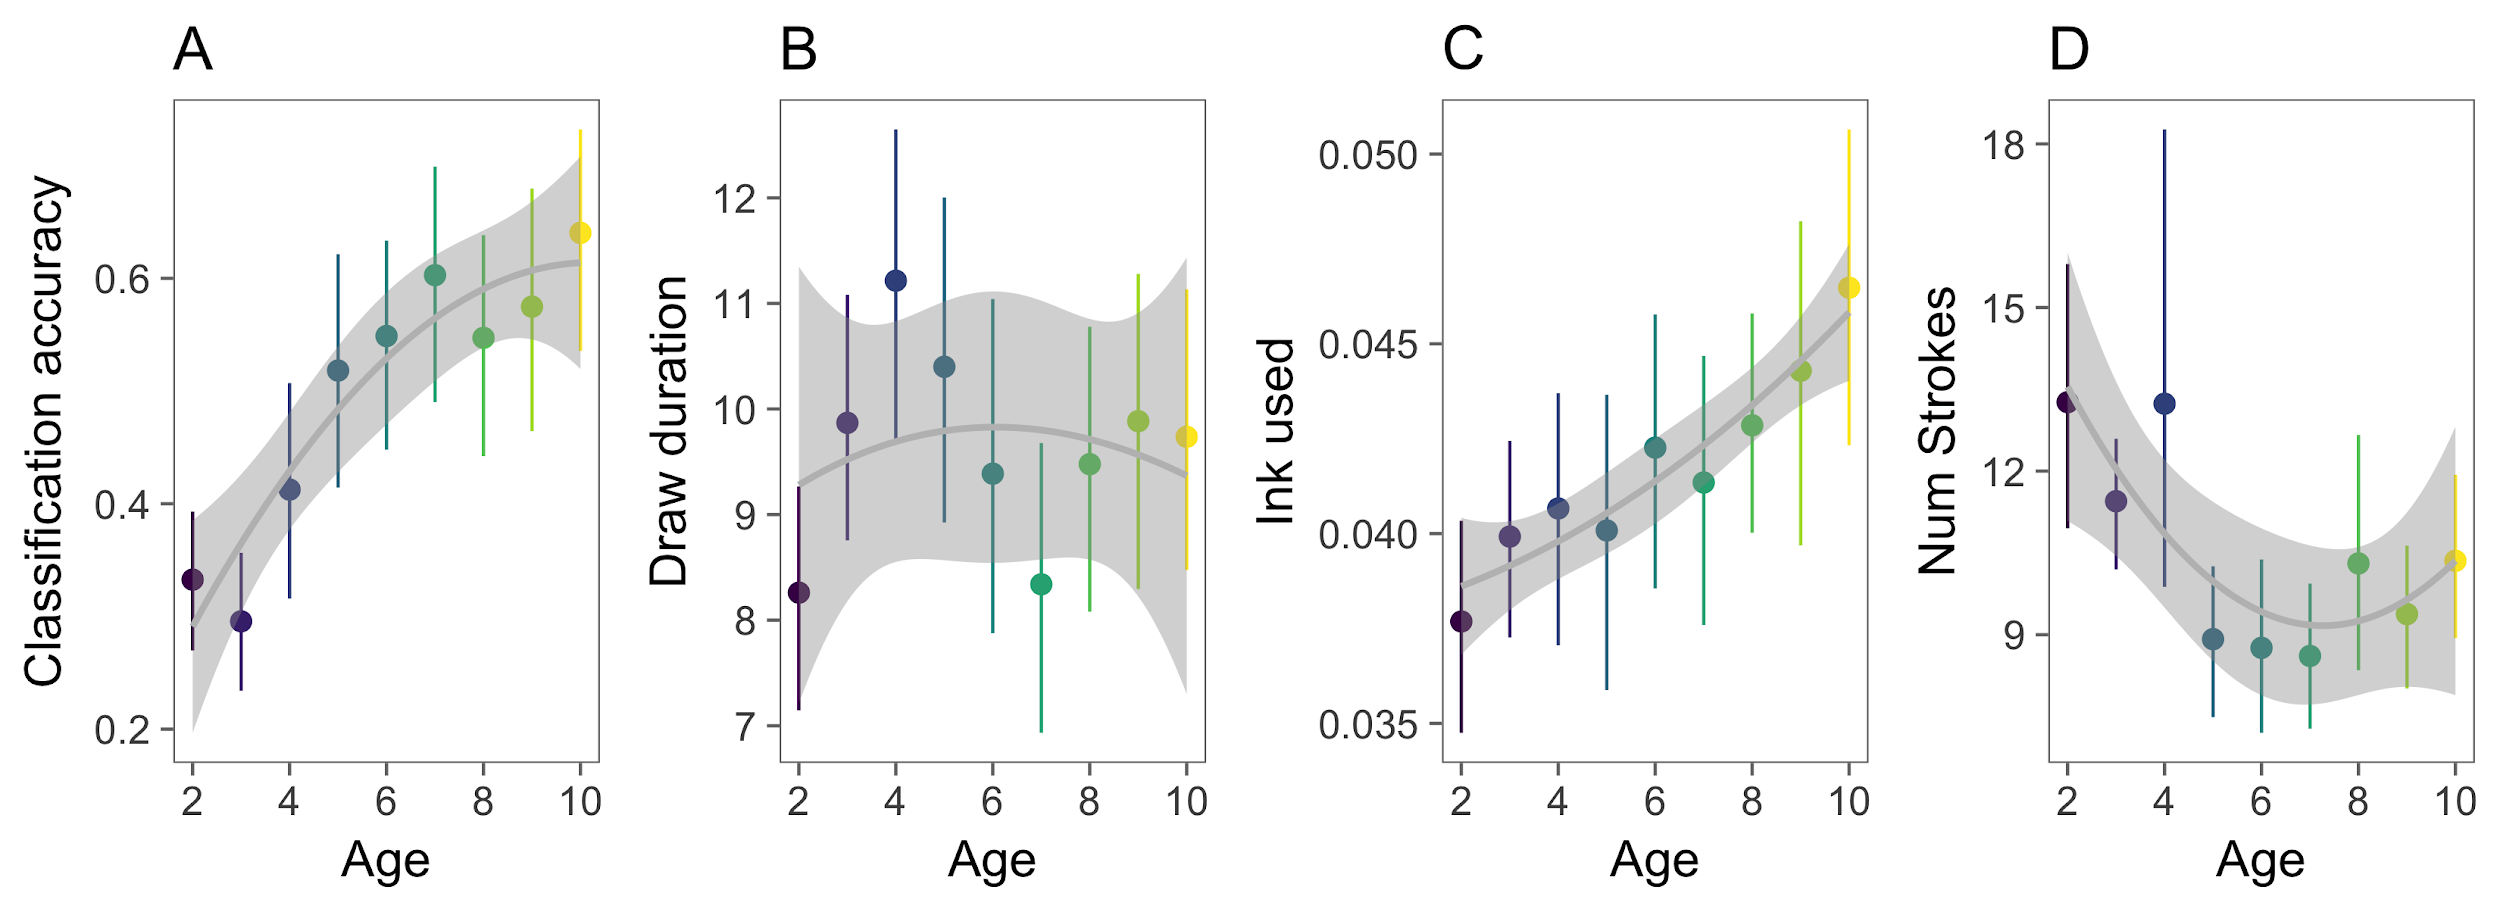 A
B
C
D
Classification accuracy
0.6
0.4
0.2
2 4 6 8 10
Age
Draw duration
12
11
10
9
8
7
2 4 6 8 10
Age
Ink used
0.050
0.045
0.040
0.035
2 4 6 8 10
Age
Num Strokes
18
15
12
9
2 4 6 8 10
Age